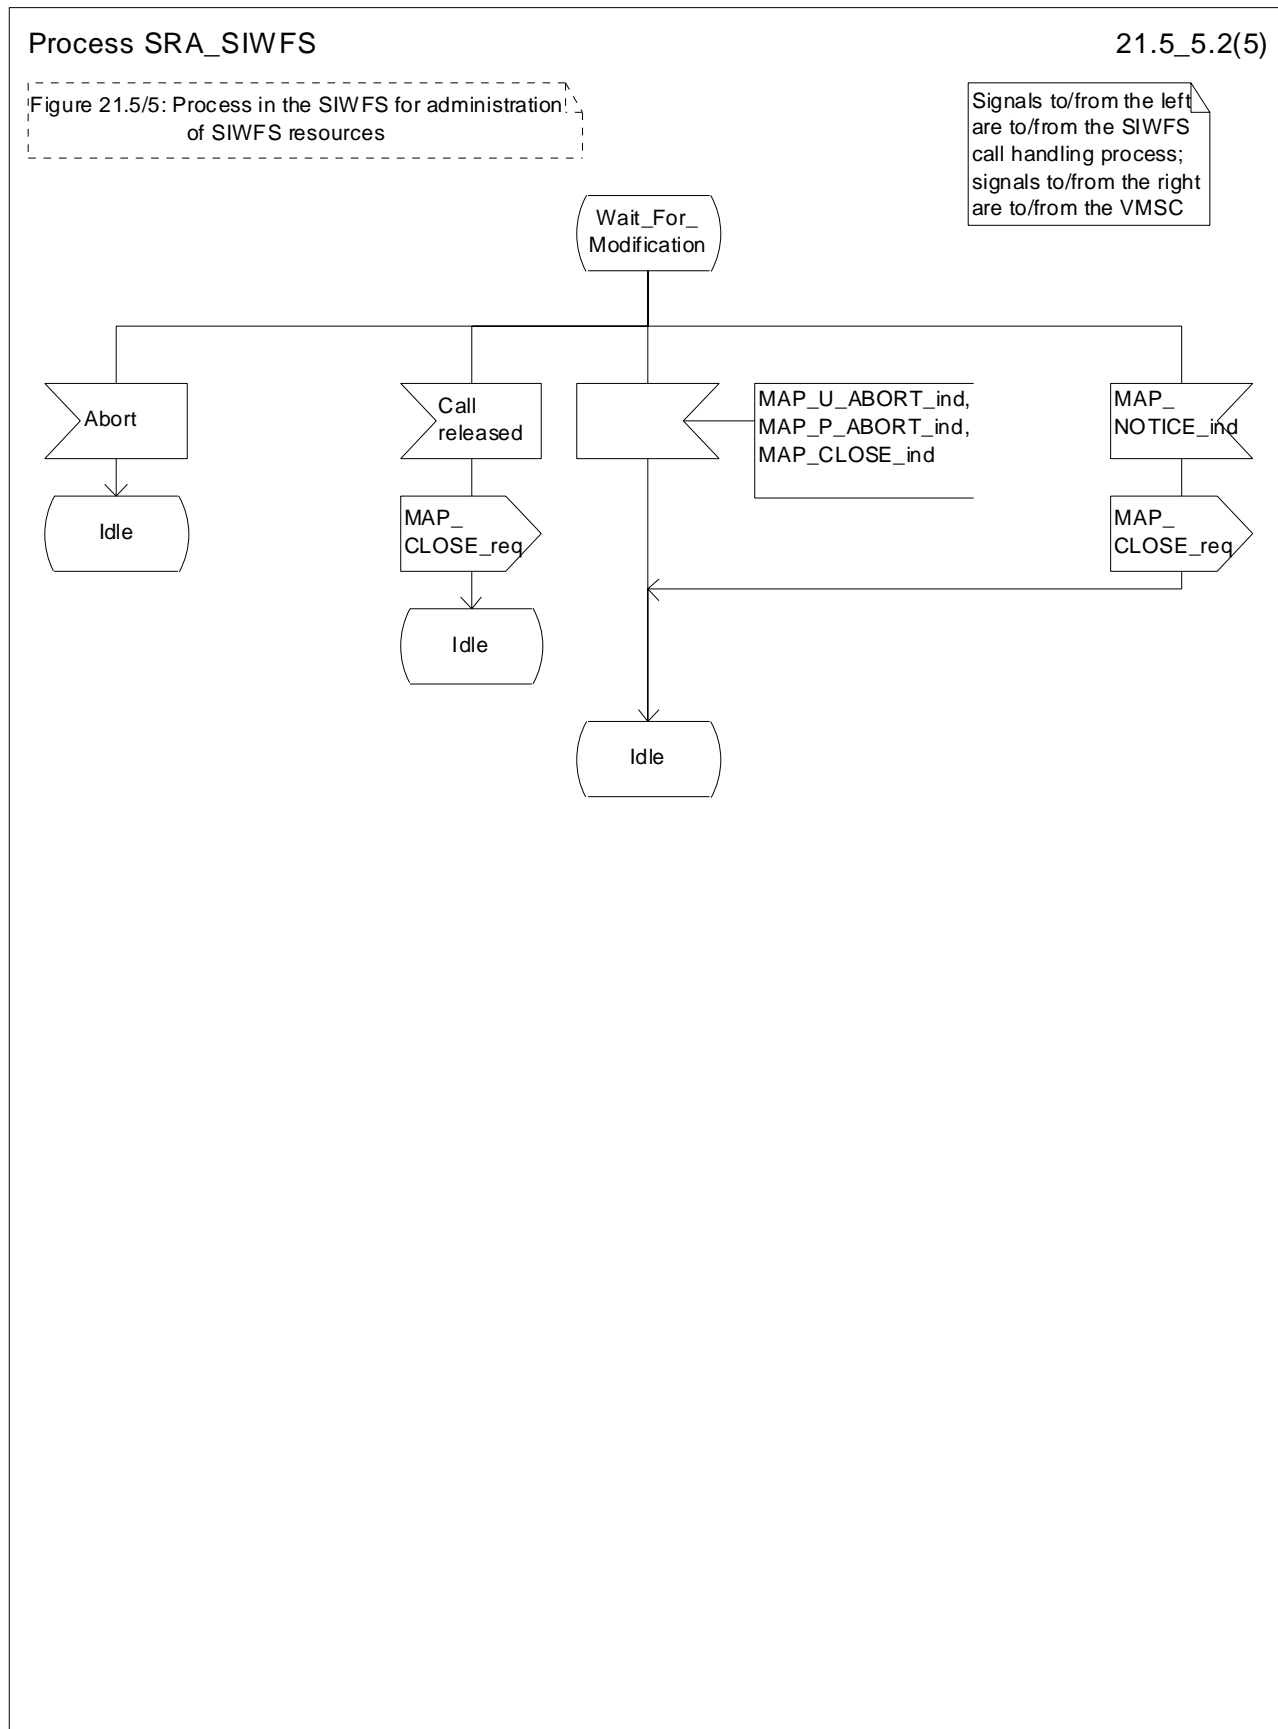 Process SRA_SIWFS
21.5_5.2(5)
Figure 21.5/5: Process in the SIWFS for administration
of SIWFS resources
Signals to/from the left
are to/from the SIWFS
call handling process;
signals to/from the right
are to/from the VMSC
Wait_For_
Modification
Abort
Call
released
MAP_U_ABORT_ind,
MAP_P_ABORT_ind,
MAP_CLOSE_ind
MAP_
NOTICE_ind
Idle
MAP_
CLOSE_req
MAP_
CLOSE_req
Idle
Idle